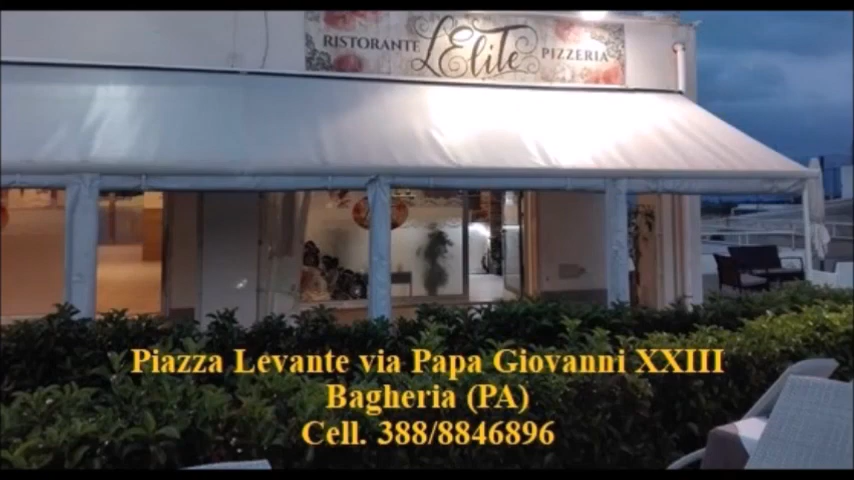 RISTORANTE L'Elite PIZZERIA
Piazza Levante via Papa Giovanni XXIII
Bagheria (PA)
Cell. 388/8846896